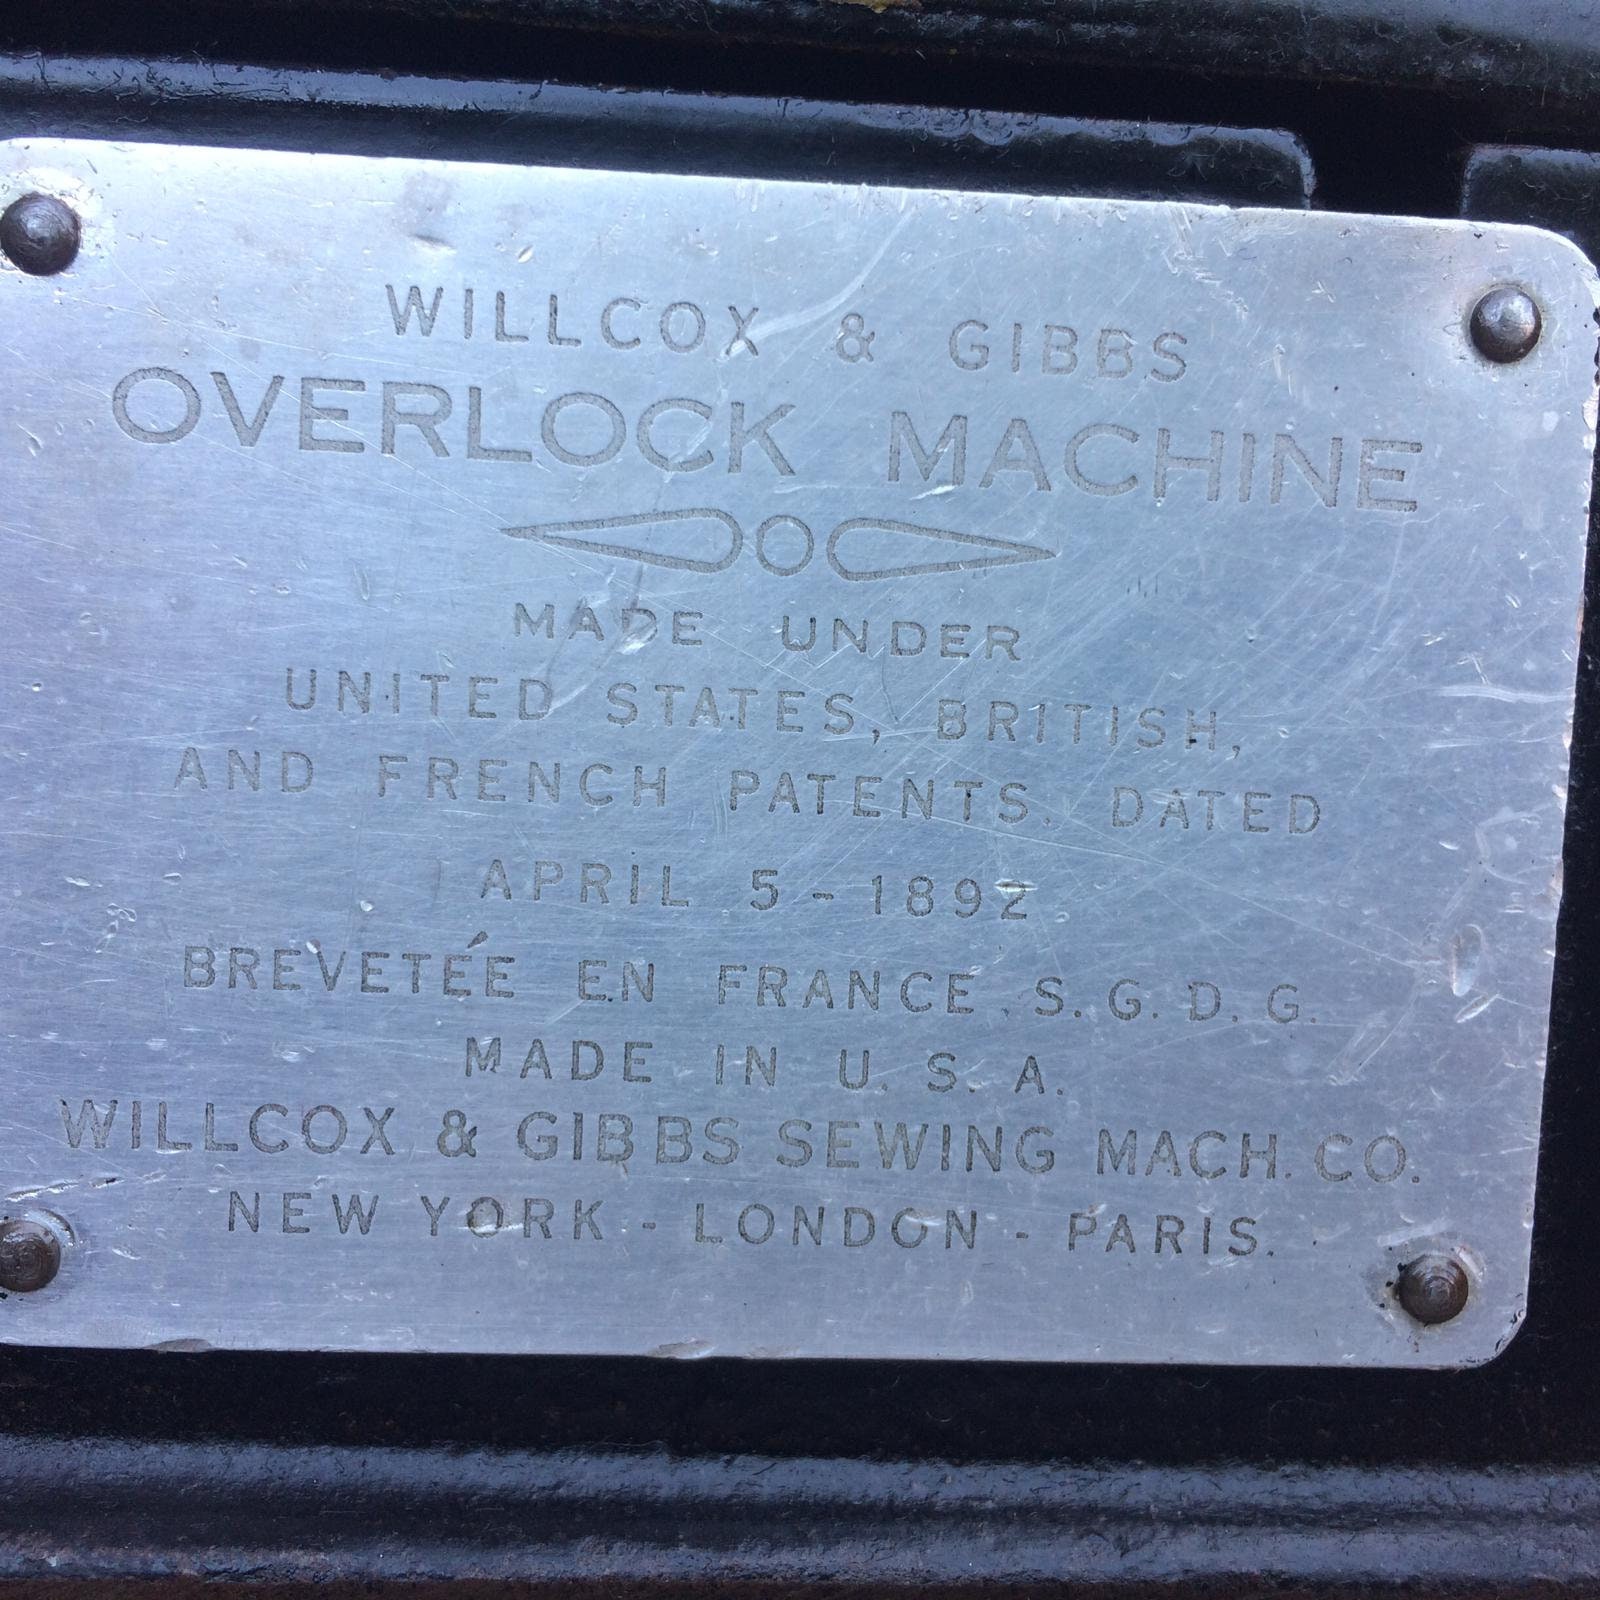 WILLCOX & GIBBS
OVERLOCK MACHINE
MADE UNDER
UNITED STATES, BRITISH,
AND FRENCH PATENTS. DATED
APRIL 5 - 1892
BREVETÉE EN FRANCE. S. G. D. G.
MADE IN U. S. A.
WILLCOX & GIBBS SEWING MACH. CO.
NEW YORK - LONDON - PARIS.